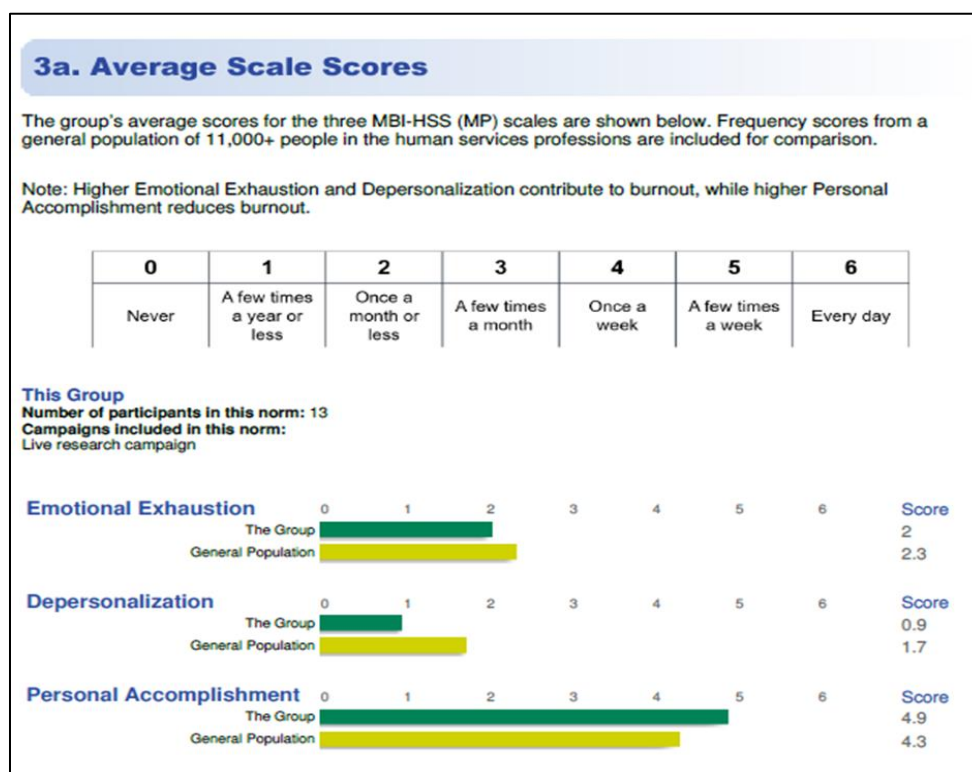 3a. Average Scale Scores
The group's average scores for the three MBI-HSS (MP) scales are shown below. Frequency scores from a
general population of 11,000+ people in the human services professions are included for comparison.
Note: Higher Emotional Exhaustion and Depersonalization contribute to burnout, while higher Personal
Accomplishment reduces burnout.
0 1 2 3 4 5 6
Never A few times a year or less Once a month or less A few times a month Once a week A few times a week Every day
This Group
Number of participants in this norm: 13
Campaigns included in this norm:
Live research campaign
Emotional Exhaustion 0 1 2 3 4 5 6 Score
The Group 2
General Population 2.3
Depersonalization 0 1 2 3 4 5 6 Score
The Group 0.9
General Population 1.7
Personal Accomplishment 0 1 2 3 4 5 6 Score
The Group 4.9
General Population 4.3